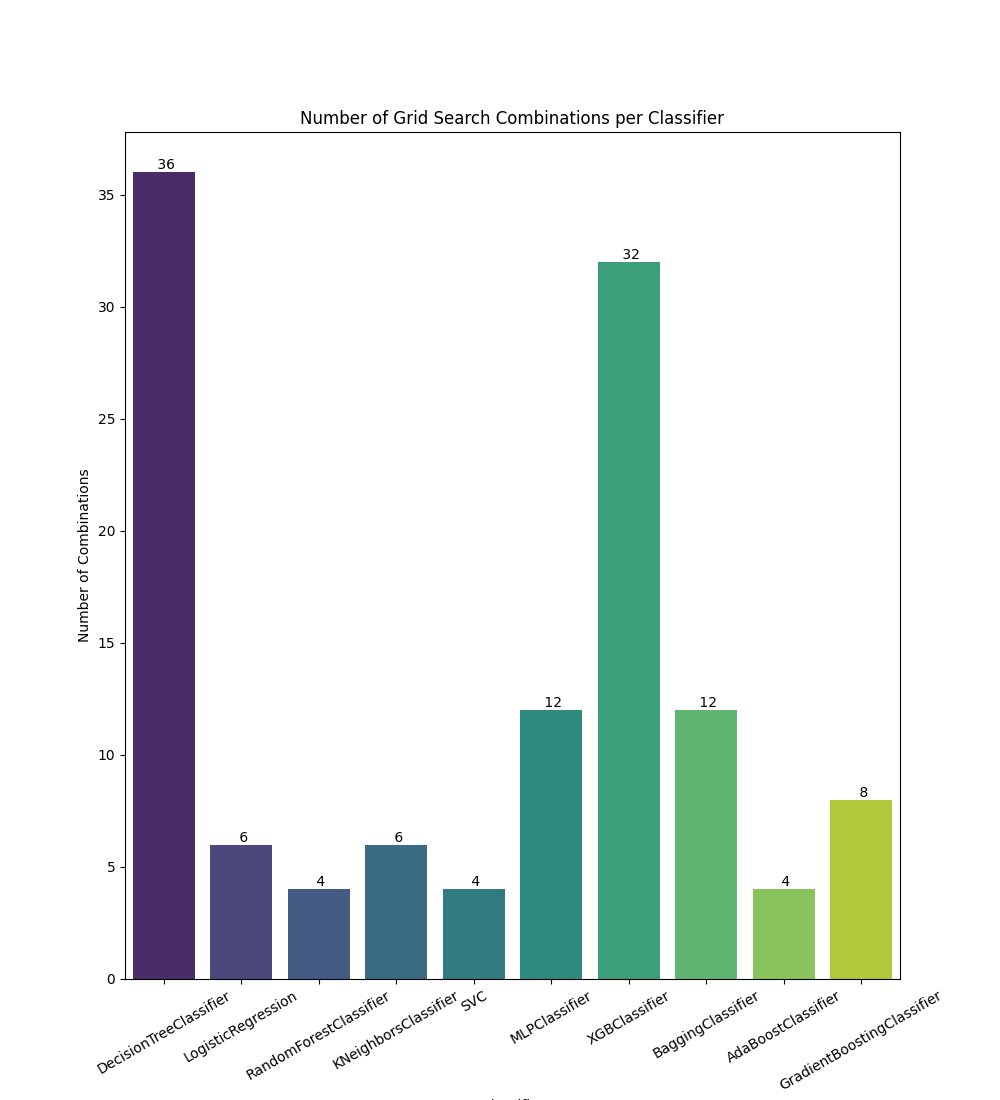 Number of Grid Search Combinations per Classifier
36
32
12
12
8
6
6
4
4
4
35
30
25
20
15
10
5
0
Number of Combinations
DecisionTreeClassifier
LogisticRegression
RandomForestClassifier
KNeighborsClassifier
SVC
MLPClassifier
XGBClassifier
BaggingClassifier
AdaBoostClassifier
GradientBoostingClassifier